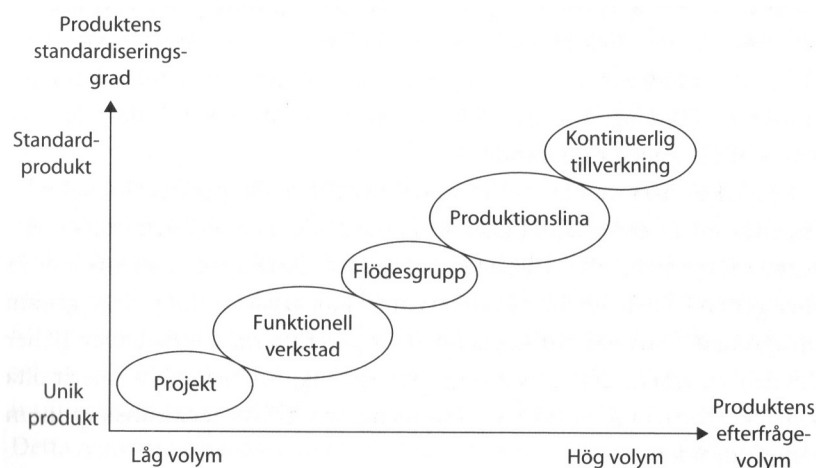 Produktens
standardiserings-
grad
Standard-
produkt
Kontinuerlig
tillverkning
Produktionslina
Flödesgrupp
Funktionell
verkstad
Projekt
Unik
produkt
Låg volym
Hög volym
Produktens
efterfråge-
volym